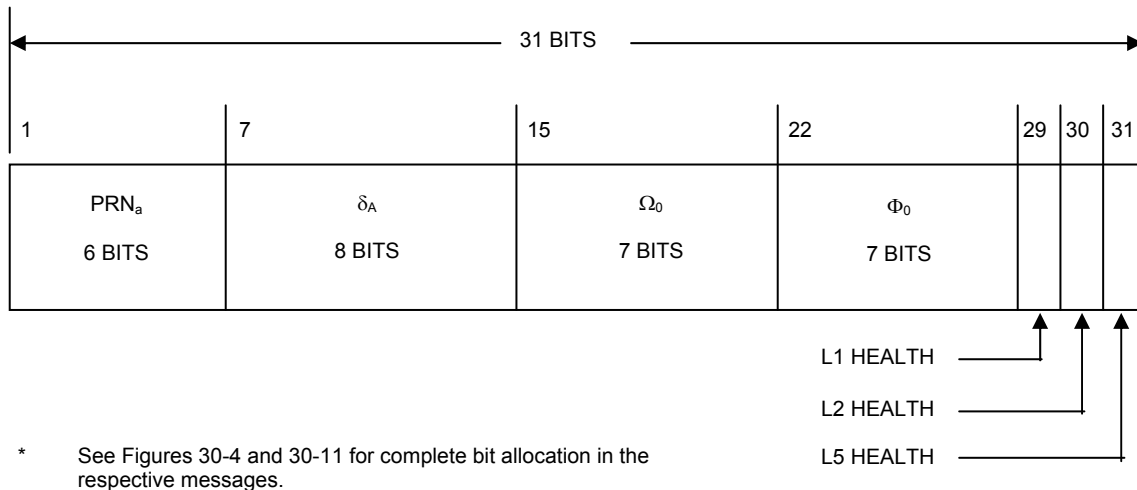 31 BITS
1 7 15 22 29 30 31
PRNa δA Ω0 Φ0
6 BITS 8 BITS 7 BITS 7 BITS
L1 HEALTH
L2 HEALTH
L5 HEALTH
* See Figures 30-4 and 30-11 for complete bit allocation in the
respective messages.